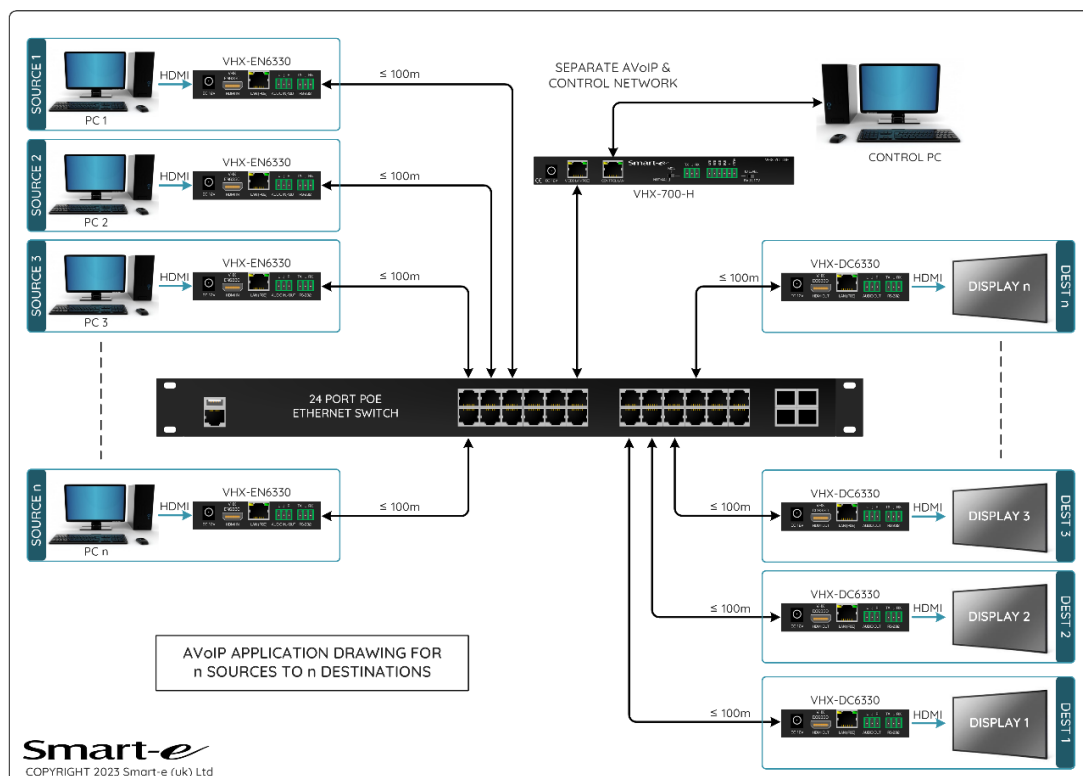 SOURCE 1
HDMI
VHX-EN6330
≤ 100m
PC 1
SOURCE 2
HDMI
VHX-EN6330
≤ 100m
PC 2
SOURCE 3
HDMI
VHX-EN6330
≤ 100m
PC 3
SEPARATE AVoIP &
CONTROL NETWORK
CONTROL PC
Smart-e
VHX-700-H
≤ 100m
VHX-DC6330
HDMI
DISPLAY n
DEST n
24 PORT POE
ETHERNET SWITCH
SOURCE n
HDMI
VHX-EN6330
≤ 100m
PC n
≤ 100m
VHX-DC6330
HDMI
DISPLAY 3
DEST 3
≤ 100m
VHX-DC6330
HDMI
DISPLAY 2
DEST 2
≤ 100m
VHX-DC6330
HDMI
DISPLAY 1
DEST 1
AVoIP APPLICATION DRAWING FOR
n SOURCES TO n DESTINATIONS
Smart-e
COPYRIGHT 2023 Smart-e (uk) Ltd